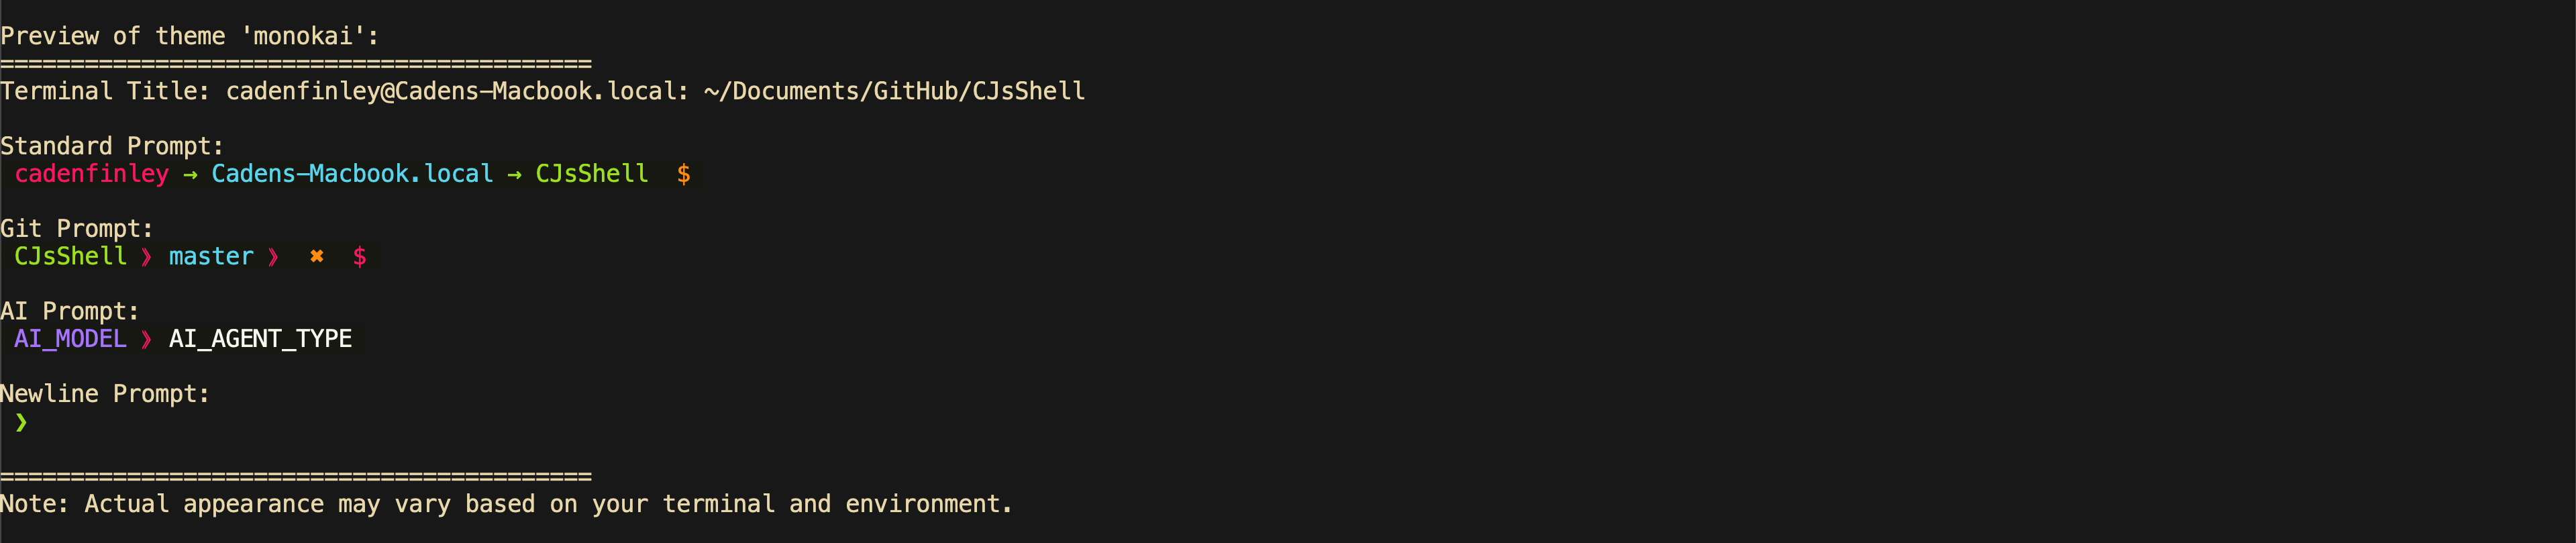 Preview of theme 'monokai':
==========================================
Terminal Title: cadenfinley@Cadens-Macbook.local: ~/Documents/GitHub/CJsShell
Standard Prompt:
cadenfinley → Cadens-Macbook.local → CJsShell  $
Git Prompt:
CJsShell 》 master 》 ✖  $
AI Prompt:
AI_MODEL 》 AI_AGENT_TYPE
Newline Prompt:
❯
==========================================
Note: Actual appearance may vary based on your terminal and environment.